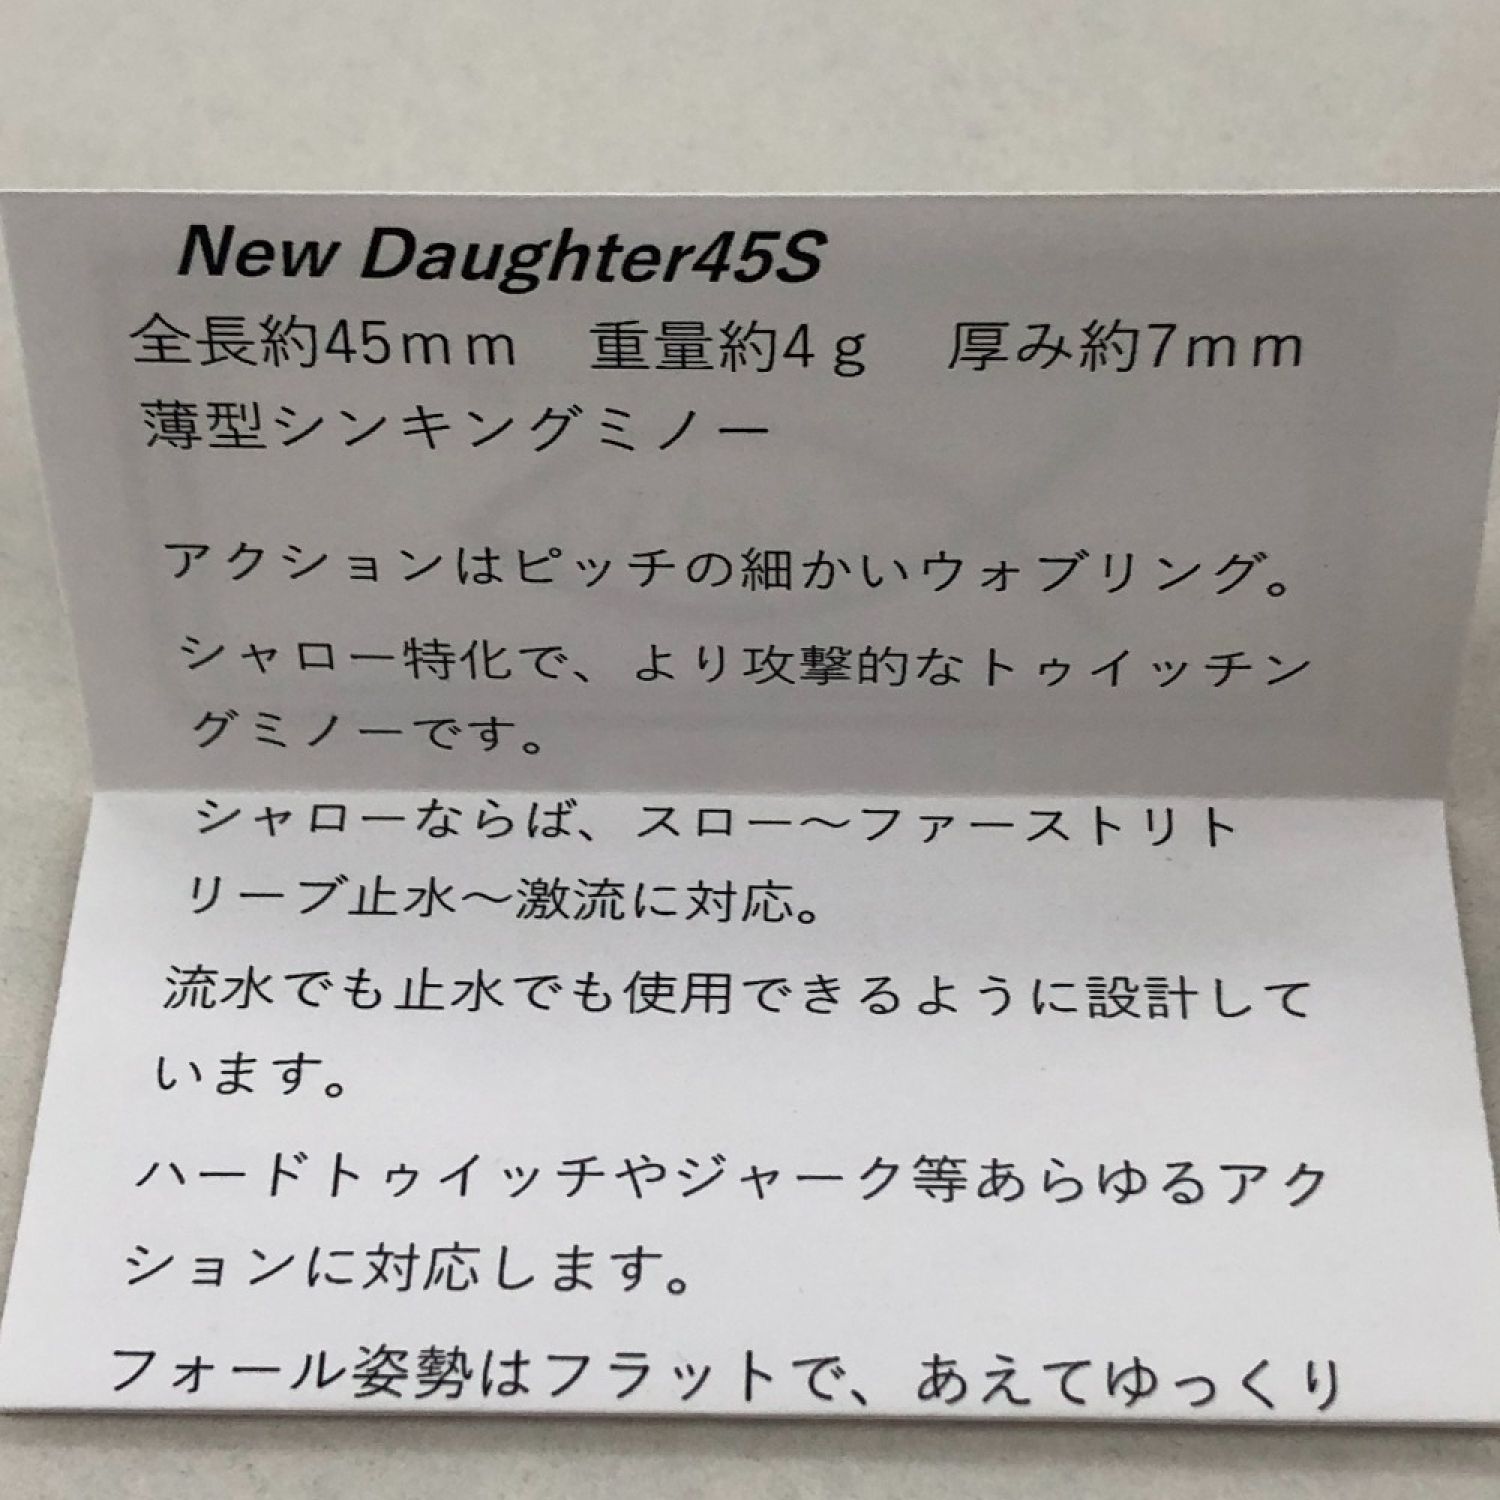 New Daughter45S
全長約45ｍｍ　重量約4ｇ　厚み約7ｍｍ
薄型シンキングミノー
アクションはピッチの細かいウォブリング。
シャロー特化で、より攻撃的なトゥイッチン
グミノーです。
シャローならば、スロー～ファーストリト
リーブ止水～激流に対応。
流水でも止水でも使用できるように設計して
います。
ハードトゥイッチやジャーク等あらゆるアク
ションに対応します。
フォール姿勢はフラットで、あえてゆっくり